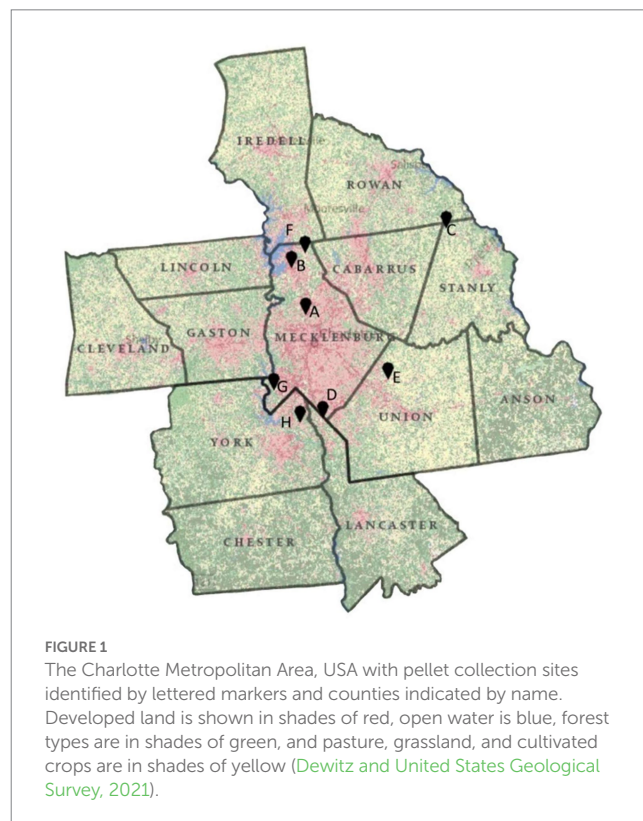 IREDELL
ROWAN
Mooresville
F
C
B
LINCOLN
CABARRUS
STANLY
A
GASTON
MECKLENBURG
CLEVELAND
G
E
D
ANSON
H
UNION
YORK
LANCASTER
CHESTER
FIGURE 1
The Charlotte Metropolitan Area, USA with pellet collection sites
identified by lettered markers and counties indicated by name.
Developed land is shown in shades of red, open water is blue, forest
types are in shades of green, and pasture, grassland, and cultivated
crops are in shades of yellow (Dewitz and United States Geological
Survey, 2021).